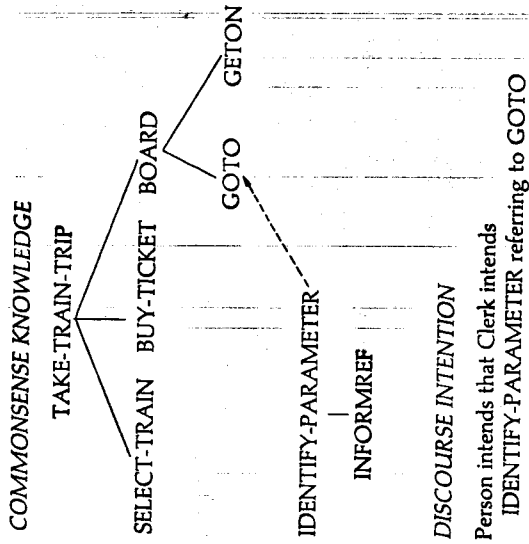 COMMONSENSE KNOWLEDGE
TAKE-TRAIN-TRIP
SELECT-TRAIN BUY-TICKET BOARD
GOTO GETON
IDENTIFY-PARAMETER
INFORMREF
DISCOURSE INTENTION
Person intends that Clerk intends
IDENTIFY-PARAMETER referring to GOTO